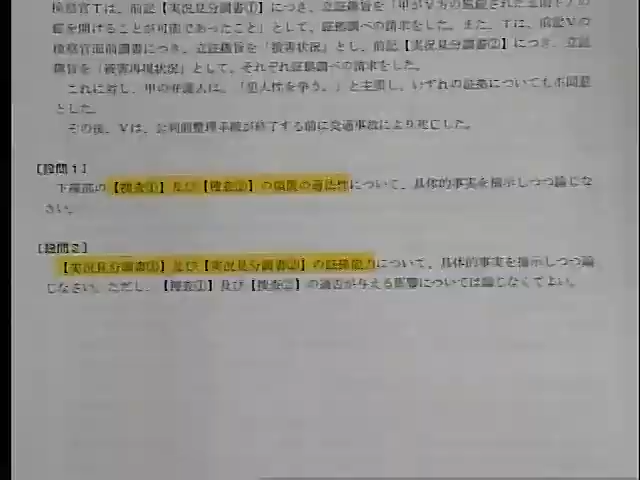 検察官Tは、前記【実況見分調書①】につき、立証趣旨を「甲がV方の施錠された玄関ドアの
錠を開けることが可能であったこと」として、証拠調べの請求をした。また、Tは、前記Vの
検察官面前調書につき、立証趣旨を「被害状況」とし、前記【実況見分調書②】につき、立証
趣旨を「被害再現状況」として、それぞれ証拠調べの請求をした。
これに対し、甲の弁護人は、「犯人性を争う。」と主張し、いずれの証拠についても不同意
とした。
その後、Vは、公判前整理手続が終了する前に交通事故により死亡した。
〔設問1〕
下線部の【捜査①】及び【捜査②】の措置の適法性について、具体的事実を摘示しつつ論じな
さい。
〔設問2〕
【実況見分調書①】及び【実況見分調書②】の証拠能力について、具体的事実を摘示しつつ論
じなさい。ただし、【捜査①】及び【捜査②】の適否が与える影響については論じなくてよい。